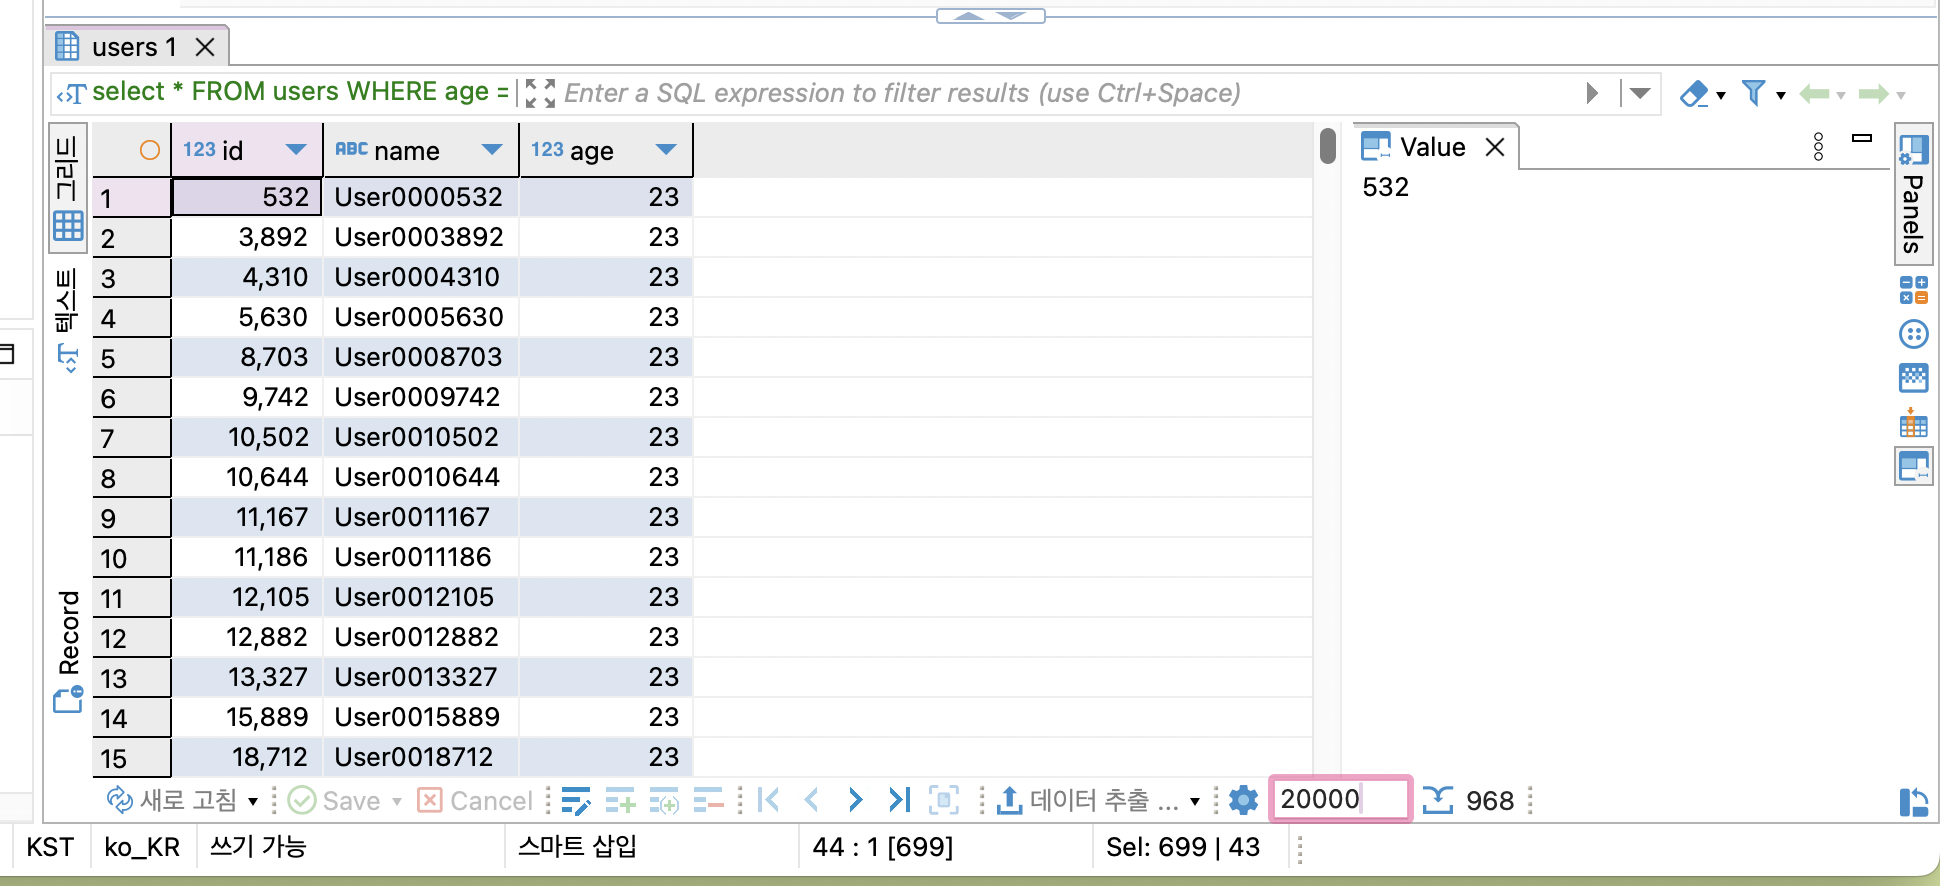 users 1
select * FROM users WHERE age =
Enter a SQL expression to filter results (use Ctrl+Space)
그리드
텍스트
Record
123 id ABC name 123 age
1 532 User0000532 23
2 3,892 User0003892 23
3 4,310 User0004310 23
4 5,630 User0005630 23
5 8,703 User0008703 23
6 9,742 User0009742 23
7 10,502 User0010502 23
8 10,644 User0010644 23
9 11,167 User0011167 23
10 11,186 User0011186 23
11 12,105 User0012105 23
12 12,882 User0012882 23
13 13,327 User0013327 23
14 15,889 User0015889 23
15 18,712 User0018712 23
Value
532
Panels
새로 고침 Save Cancel 데이터 추출 ... 20000 968
KST ko_KR 쓰기 가능 스마트 삽입 44 : 1 [699] Sel: 699 | 43